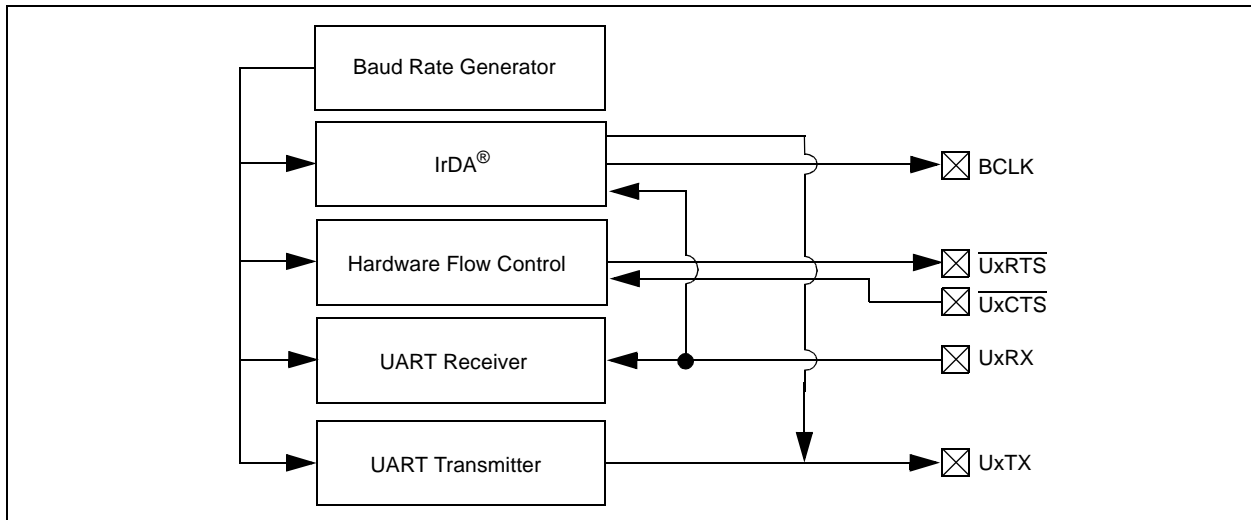 Baud Rate Generator
IrDA®
BCLK
Hardware Flow Control
UxRTS
UxCTS
UART Receiver
UxRX
UART Transmitter
UxTX